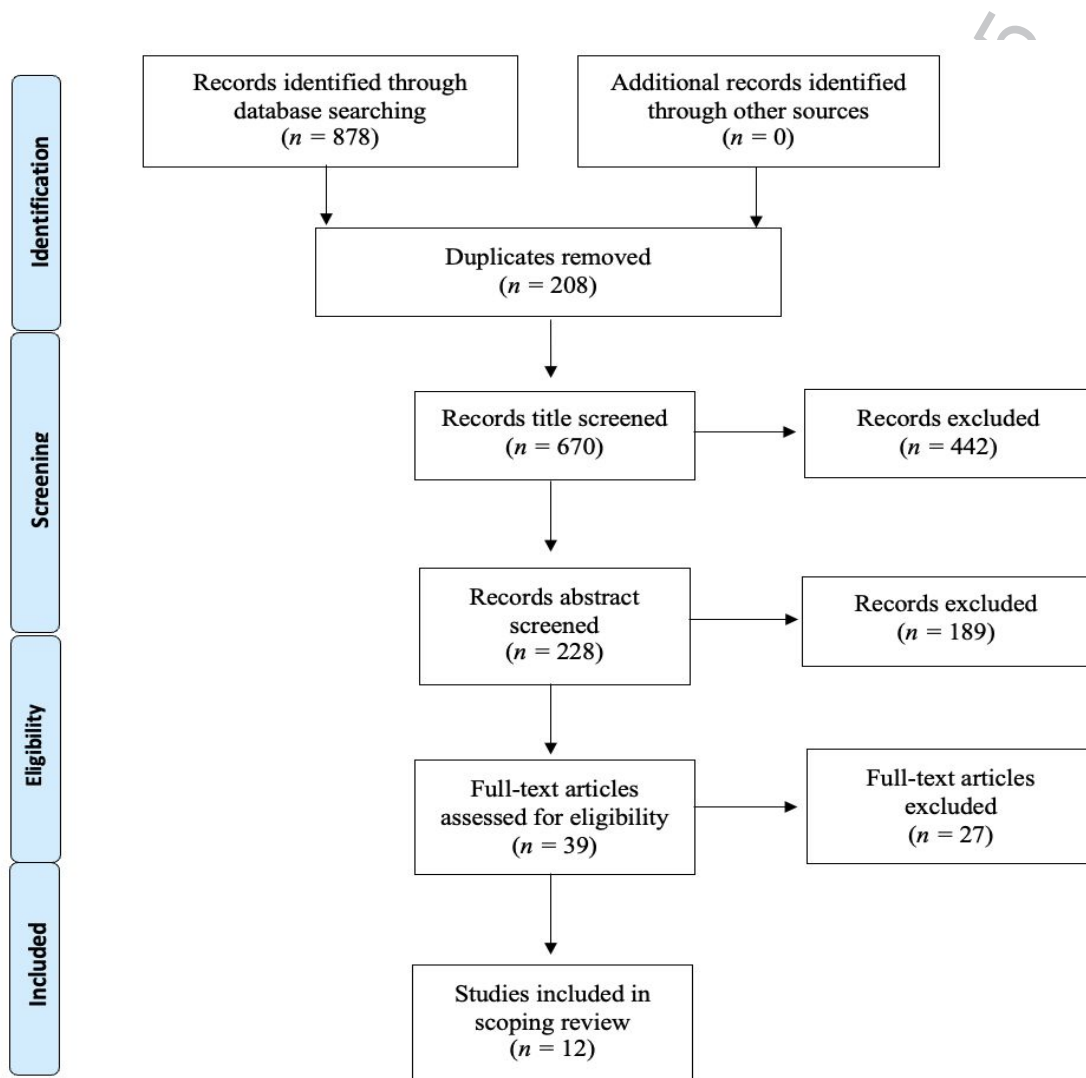 Records identified through
database searching
(n = 878)
Additional records identified
through other sources
(n = 0)
Identification
Duplicates removed
(n = 208)
Records title screened
(n = 670)
Records excluded
(n = 442)
Screening
Records abstract
screened
(n = 228)
Records excluded
(n = 189)
Eligibility
Full-text articles
assessed for eligibility
(n = 39)
Full-text articles
excluded
(n = 27)
Included
Studies included in
scoping review
(n = 12)